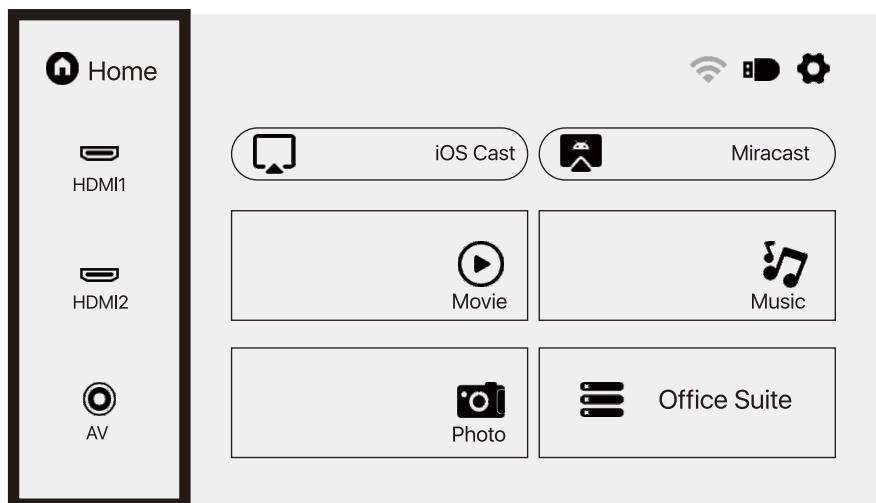 Home
HDMI1
HDMI2
AV
iOS Cast
Miracast
Movie
Music
Photo
Office Suite